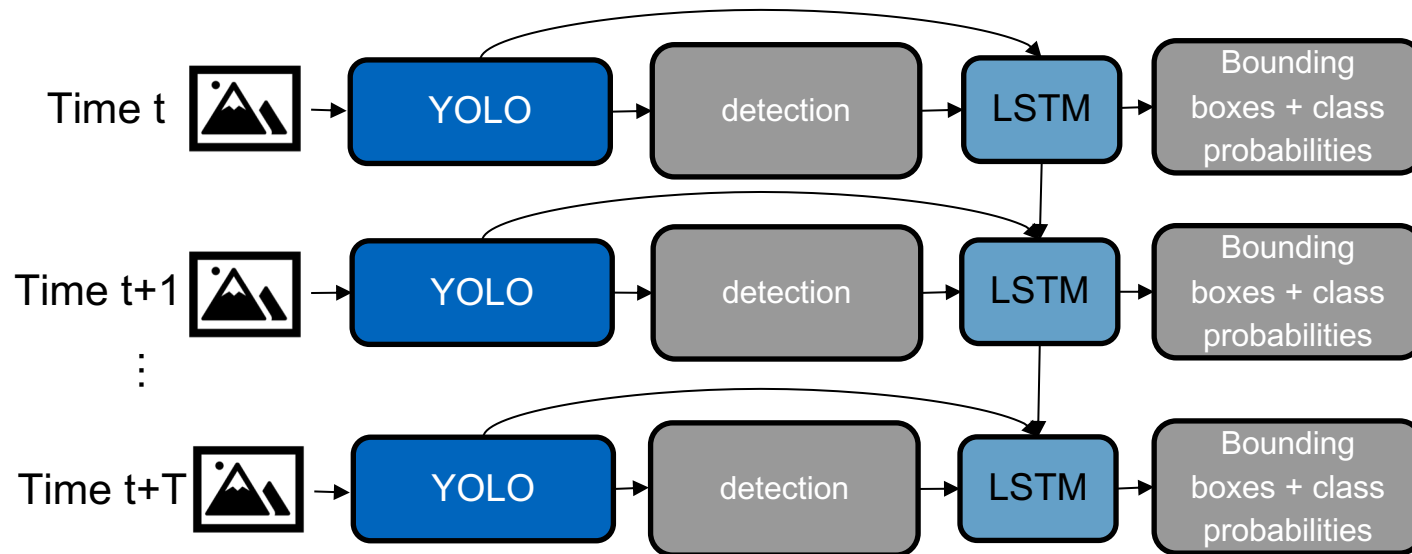 Time t
YOLO
detection
LSTM
Bounding
boxes + class
probabilities
Time t+1
YOLO
detection
LSTM
Bounding
boxes + class
probabilities
⋮
Time t+T
YOLO
detection
LSTM
Bounding
boxes + class
probabilities